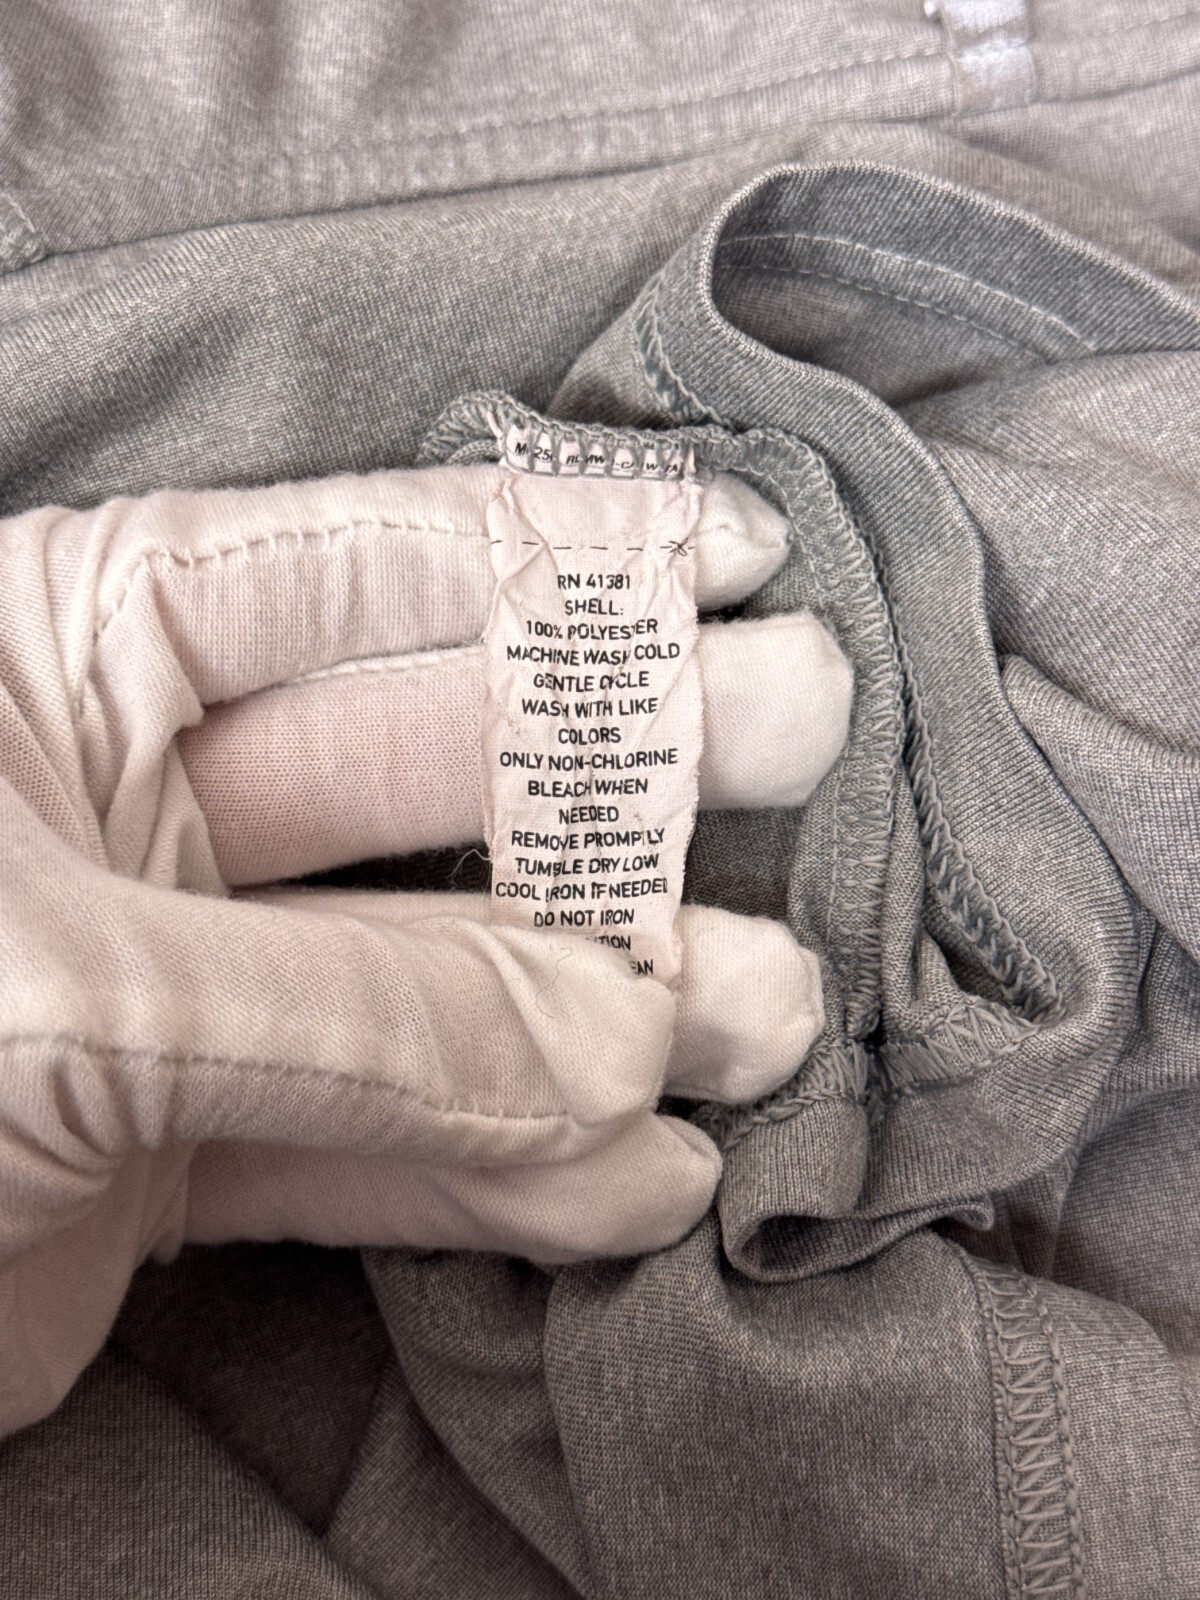 RN 41381
SHELL:
100% POLYESTER
MACHINE WASH COLD
GENTLE CYCLE
WASH WITH LIKE
COLORS
ONLY NON-CHLORINE
BLEACH WHEN
NEEDED
REMOVE PROMPTLY
TUMBLE DRY LOW
COOL IRON IF NEEDED
DO NOT IRON